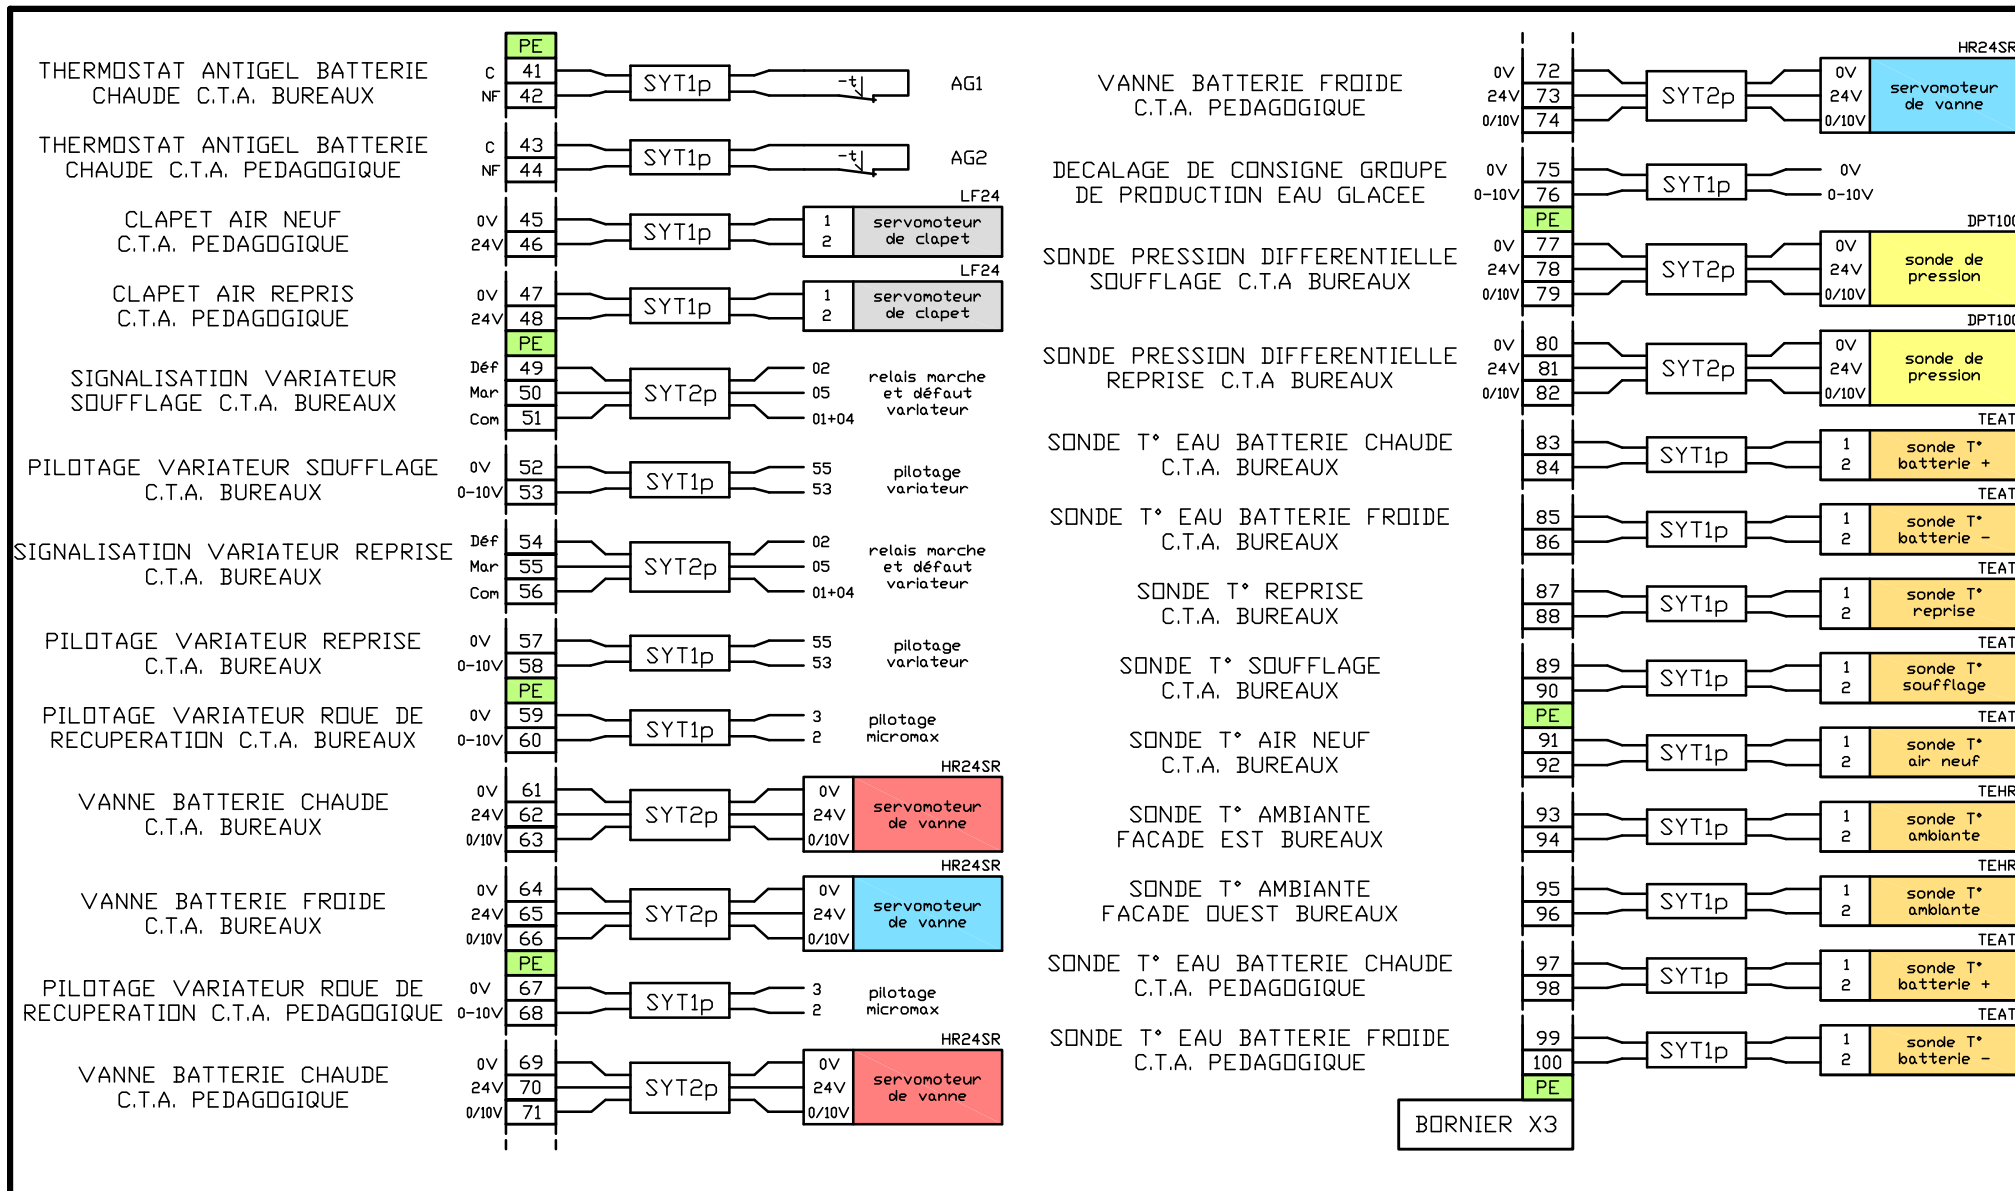 PE
THERMOSTAT ANTIGEL BATTERIE
CHAUDE C.T.A. BUREAUX
C 41
NF 42
SYT1p
-t
AG1
THERMOSTAT ANTIGEL BATTERIE
CHAUDE C.T.A. PEDAGOGIQUE
C 43
NF 44
SYT1p
-t
AG2
CLAPET AIR NEUF
C.T.A. PEDAGOGIQUE
0V 45
24V 46
SYT1p
LF24
1
2
servomoteur
de clapet
CLAPET AIR REPRIS
C.T.A. PEDAGOGIQUE
0V 47
24V 48
SYT1p
LF24
1
2
servomoteur
de clapet
PE
SIGNALISATION VARIATEUR
SOUFFLAGE C.T.A. BUREAUX
Déf 49
Mar 50
Com 51
SYT2p
02
05
01+04
relais marche
et défaut
variateur
PILOTAGE VARIATEUR SOUFFLAGE
C.T.A. BUREAUX
0V 52
0-10V 53
SYT1p
55
53
pilotage
variateur
SIGNALISATION VARIATEUR REPRISE
C.T.A. BUREAUX
Déf 54
Mar 55
Com 56
SYT2p
02
05
01+04
relais marche
et défaut
variateur
PILOTAGE VARIATEUR REPRISE
C.T.A. BUREAUX
0V 57
0-10V 58
SYT1p
55
53
pilotage
variateur
PE
PILOTAGE VARIATEUR ROUE DE
RECUPERATION C.T.A. BUREAUX
0V 59
0-10V 60
SYT1p
3
2
pilotage
micromax
VANNE BATTERIE CHAUDE
C.T.A. BUREAUX
0V 61
24V 62
0/10V 63
SYT2p
HR24SR
0V
24V
0/10V
servomoteur
de vanne
VANNE BATTERIE FROIDE
C.T.A. BUREAUX
0V 64
24V 65
0/10V 66
SYT2p
HR24SR
0V
24V
0/10V
servomoteur
de vanne
PE
PILOTAGE VARIATEUR ROUE DE
RECUPERATION C.T.A. PEDAGOGIQUE
0V 67
0-10V 68
SYT1p
3
2
pilotage
micromax
VANNE BATTERIE CHAUDE
C.T.A. PEDAGOGIQUE
0V 69
24V 70
0/10V 71
SYT2p
HR24SR
0V
24V
0/10V
servomoteur
de vanne
VANNE BATTERIE FROIDE
C.T.A. PEDAGOGIQUE
0V 72
24V 73
0/10V 74
SYT2p
HR24SR
0V
24V
0/10V
servomoteur
de vanne
DECALAGE DE CONSIGNE GROUPE
DE PRODUCTION EAU GLACEE
0V 75
0-10V 76
SYT1p
0V
0-10V
PE
SONDE PRESSION DIFFERENTIELLE
SOUFFLAGE C.T.A BUREAUX
0V 77
24V 78
0/10V 79
SYT2p
DPT100
0V
24V
0/10V
sonde de
pression
SONDE PRESSION DIFFERENTIELLE
REPRISE C.T.A BUREAUX
0V 80
24V 81
0/10V 82
SYT2p
DPT100
0V
24V
0/10V
sonde de
pression
SONDE T° EAU BATTERIE CHAUDE
C.T.A. BUREAUX
83
84
SYT1p
TEAT
1
2
sonde T°
batterie +
SONDE T° EAU BATTERIE FROIDE
C.T.A. BUREAUX
85
86
SYT1p
TEAT
1
2
sonde T°
batterie -
SONDE T° REPRISE
C.T.A. BUREAUX
87
88
SYT1p
TEAT
1
2
sonde T°
reprise
SONDE T° SOUFFLAGE
C.T.A. BUREAUX
89
90
SYT1p
TEAT
1
2
sonde T°
soufflage
PE
SONDE T° AIR NEUF
C.T.A. BUREAUX
91
92
SYT1p
TEAT
1
2
sonde T°
air neuf
SONDE T° AMBIANTE
FACADE EST BUREAUX
93
94
SYT1p
TEHR
1
2
sonde T°
ambiante
SONDE T° AMBIANTE
FACADE OUEST BUREAUX
95
96
SYT1p
TEHR
1
2
sonde T°
ambiante
SONDE T° EAU BATTERIE CHAUDE
C.T.A. PEDAGOGIQUE
97
98
SYT1p
TEAT
1
2
sonde T°
batterie +
SONDE T° EAU BATTERIE FROIDE
C.T.A. PEDAGOGIQUE
99
100
SYT1p
TEAT
1
2
sonde T°
batterie -
PE
BORNIER X3